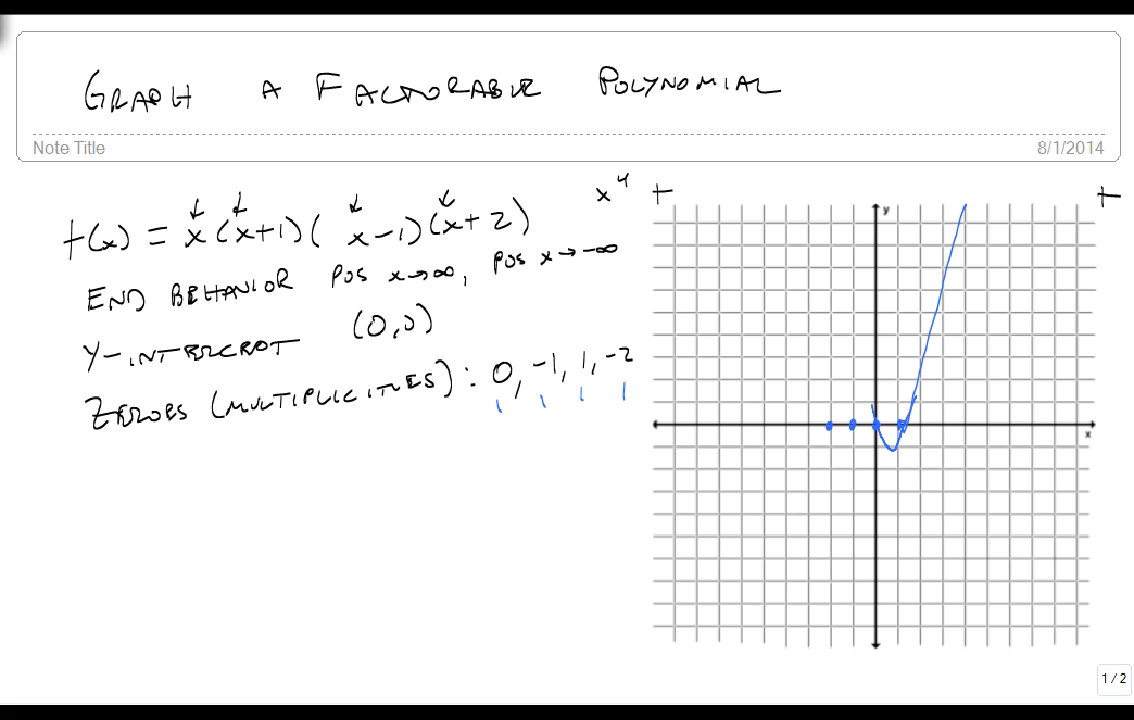 GRAPH A FACTORABLE POLYNOMIAL
Note Title
8/1/2014
f(x) = x(x+1)(x-1)(x+2)
x⁴ + +
END BEHAVIOR POS x→∞, POS x→-∞
Y-INTERCEPT (0,0)
ZEROES (MULTIPLICITIES): 0, -1, 1, -2
1 1 1 1
y
x
1 / 2